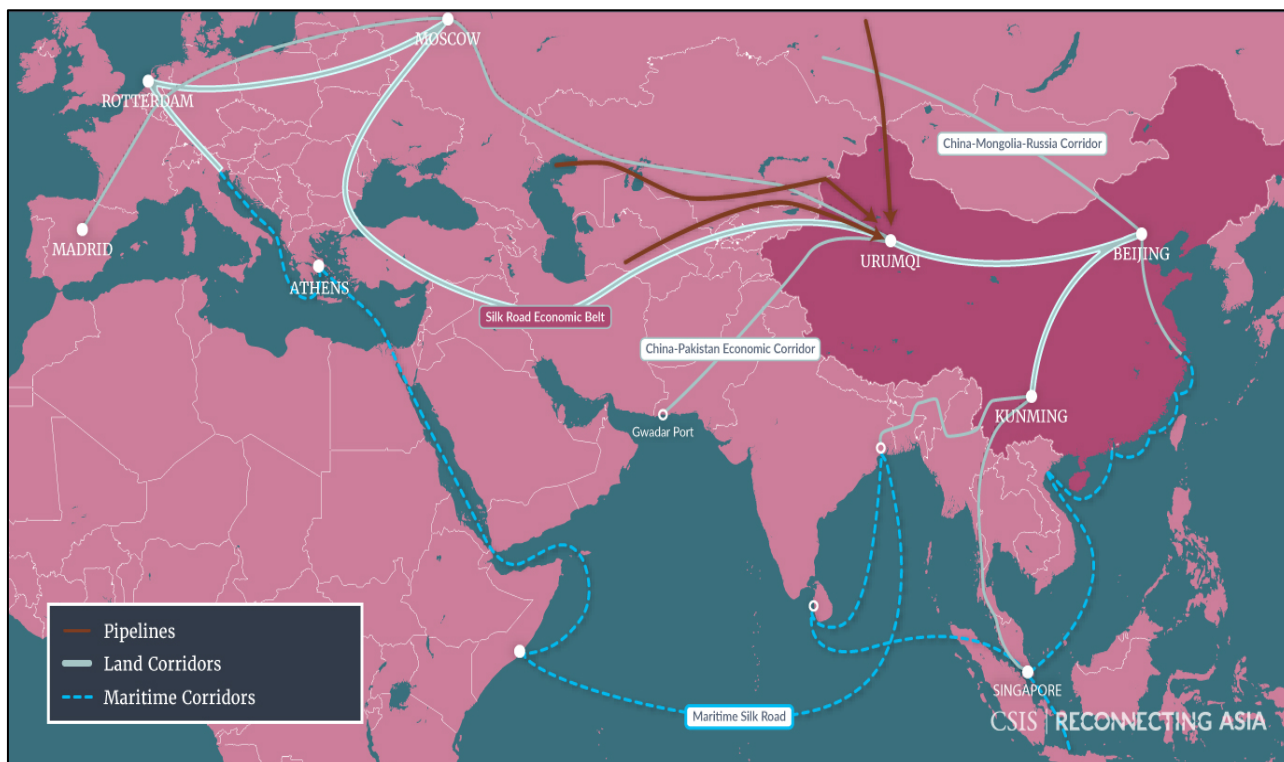 MOSCOW
ROTTERDAM
China-Mongolia-Russia Corridor
MADRID
ATHENS
URUMQI
BEIJING
Silk Road Economic Belt
China-Pakistan Economic Corridor
Gwadar Port
KUNMING
Pipelines
Land Corridors
Maritime Corridors
SINGAPORE
Maritime Silk Road
CSIS | RECONNECTING ASIA